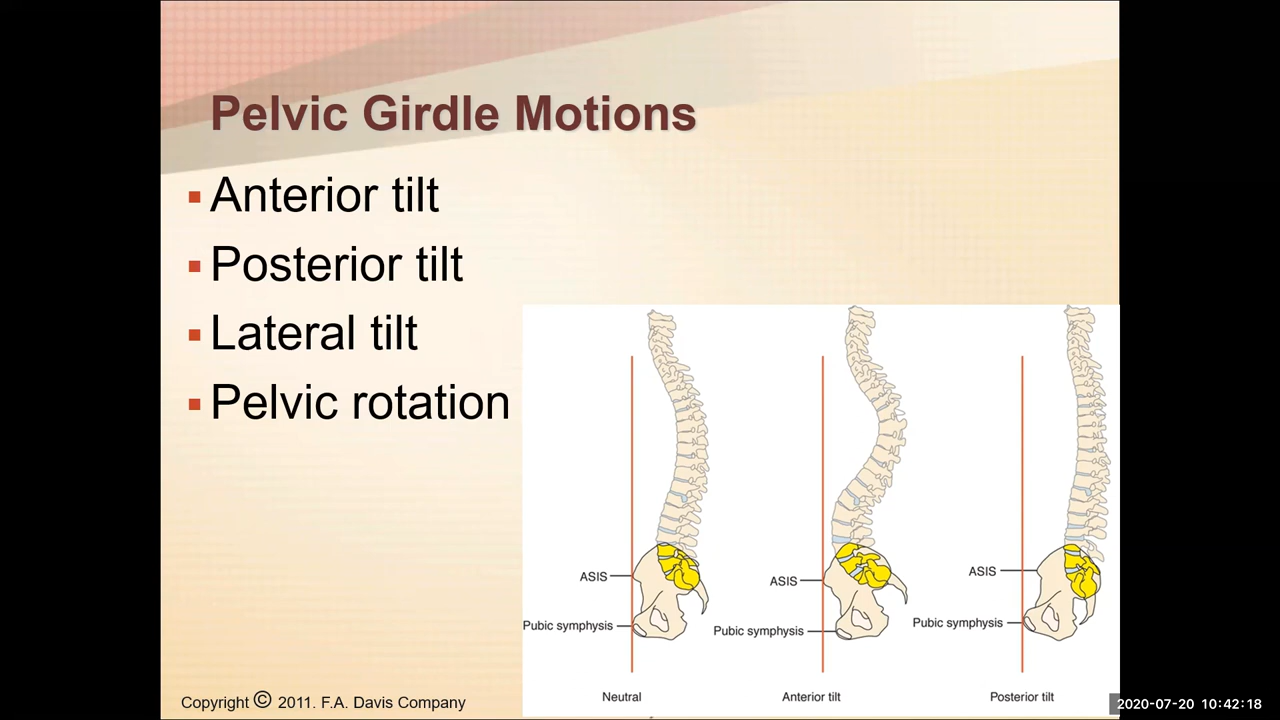 Pelvic Girdle Motions
▪ Anterior tilt
▪ Posterior tilt
▪ Lateral tilt
▪ Pelvic rotation
ASIS
Pubic symphysis
Neutral
ASIS
Pubic symphysis
Anterior tilt
ASIS
Pubic symphysis
Posterior tilt
Copyright © 2011. F.A. Davis Company
2020-07-20 10:42:18